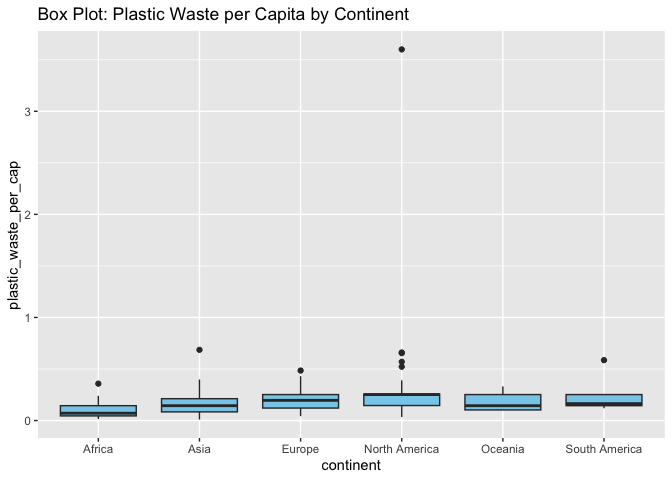 Box Plot: Plastic Waste per Capita by Continent
plastic_waste_per_cap
3
2
1
0
Africa
Asia
Europe
North America
Oceania
South America
continent